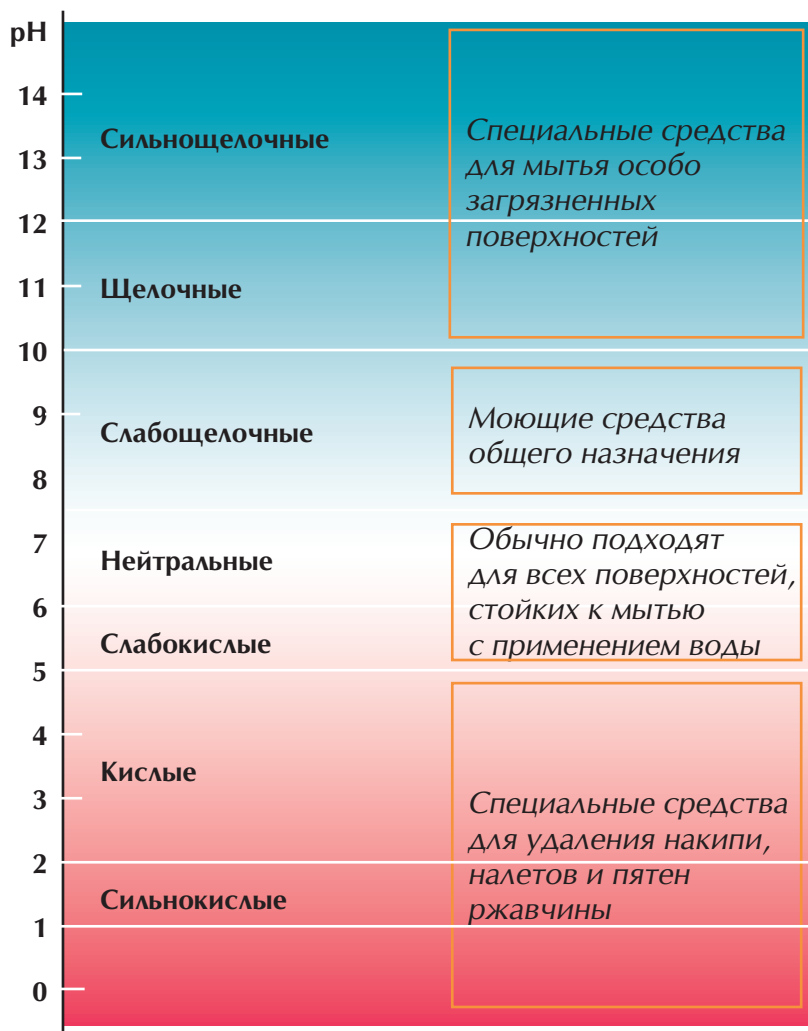 pH
14
Сильнощелочные
13
12
11
Щелочные
10
9
Слабощелочные
8
7
Нейтральные
6
Слабокислые
5
4
Кислые
3
2
Сильнокислые
1
0
Специальные средства
для мытья особо
загрязненных
поверхностей
Моющие средства
общего назначения
Обычно подходят
для всех поверхностей,
стойких к мытью
с применением воды
Специальные средства
для удаления накипи,
налетов и пятен
ржавчины